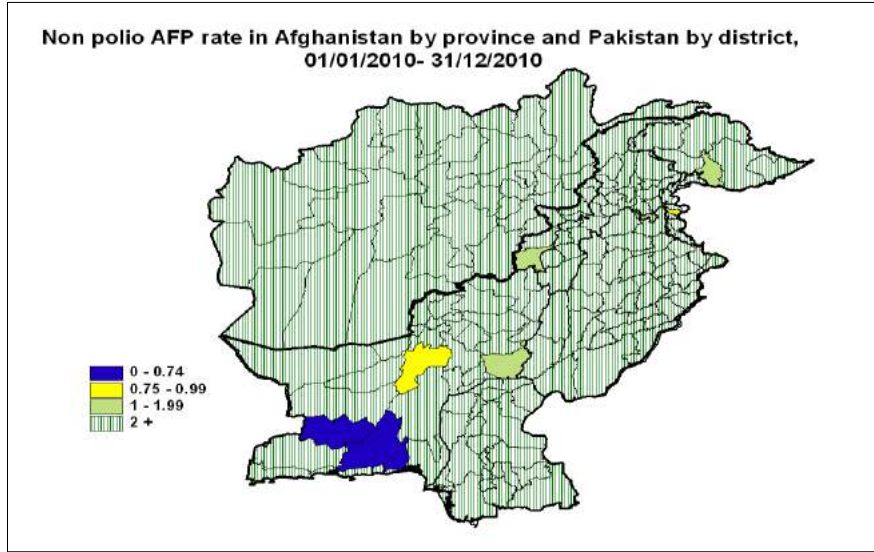 Non polio AFP rate in Afghanistan by province and Pakistan by district,
01/01/2010- 31/12/2010
0 - 0.74
0.75 - 0.99
1 - 1.99
2 +